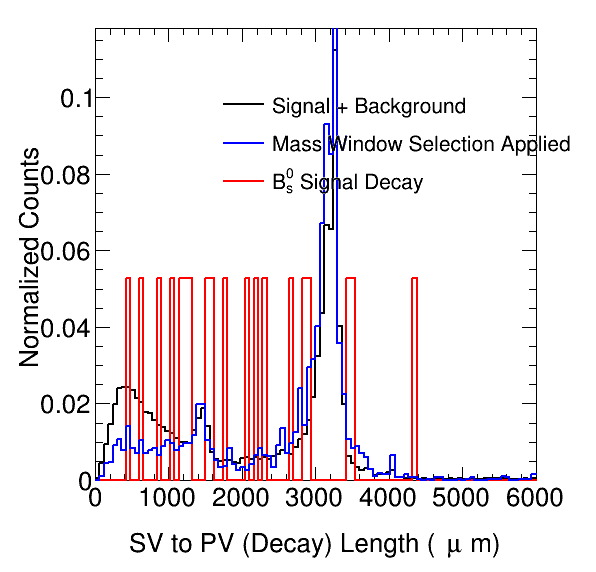 Normalized Counts
0.1
0.08
0.06
0.04
0.02
0
Signal + Background
Mass Window Selection Applied
B⁰ₛ Signal Decay
0 1000 2000 3000 4000 5000 6000
SV to PV (Decay) Length ( μ m)